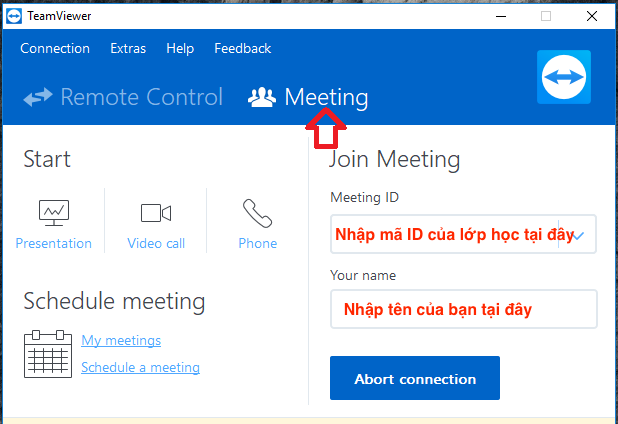 TeamViewer
Connection Extras Help Feedback
Remote Control Meeting
Start
Presentation Video call Phone
Schedule meeting
My meetings
Schedule a meeting
Join Meeting
Meeting ID
Nhập mã ID của lớp học tại đây
Your name
Nhập tên của bạn tại đây
Abort connection